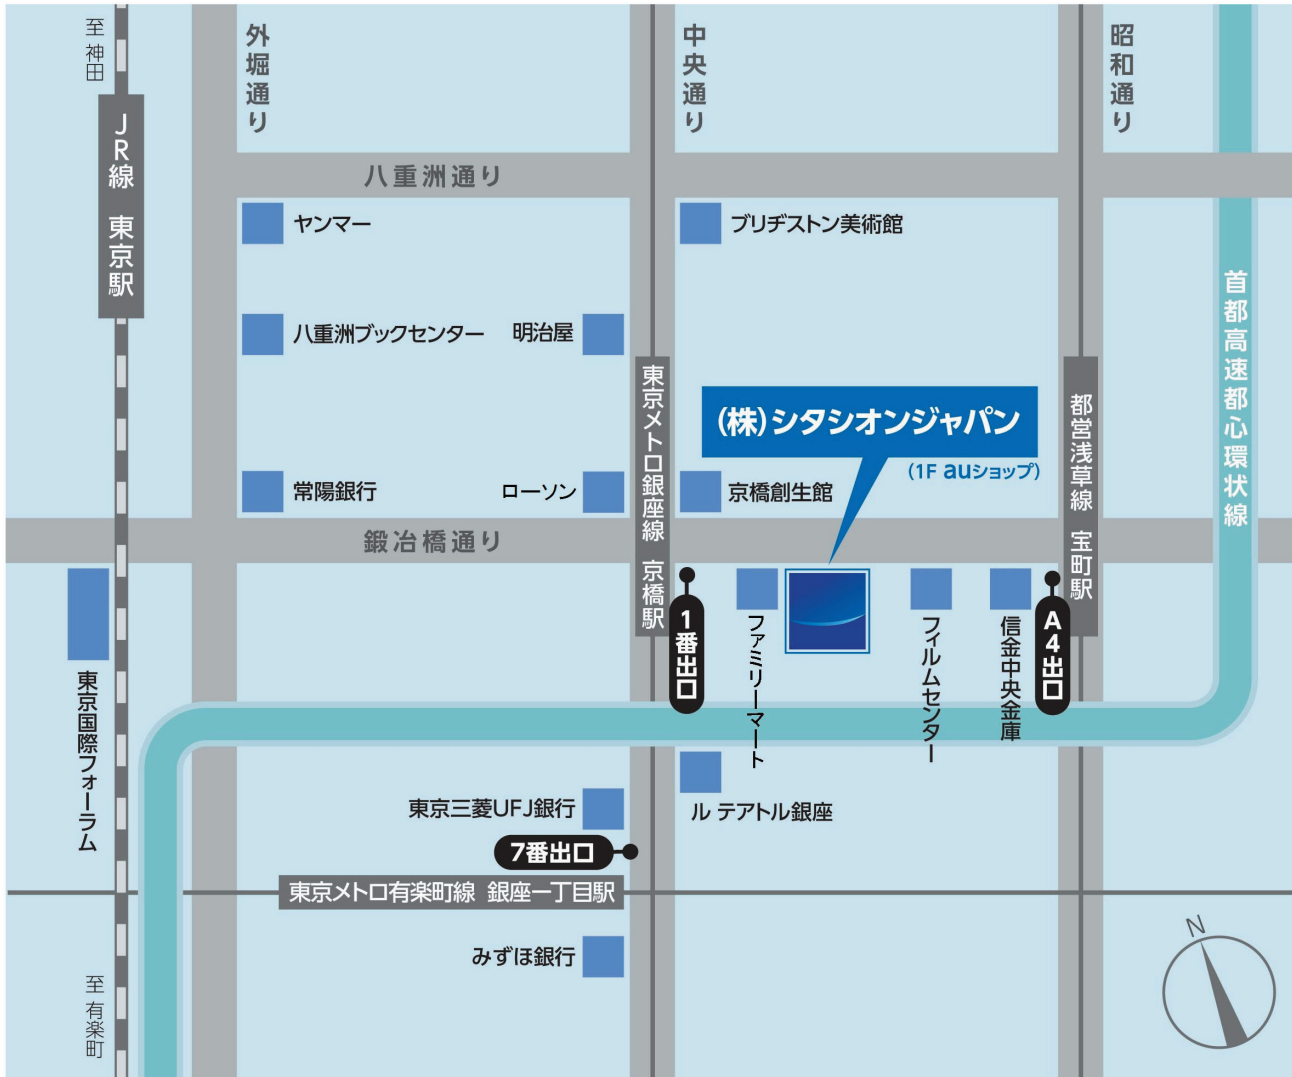 至 神田
外堀通り
中央通り
昭和通り
JR線 東京駅
八重洲通り
ヤンマー
ブリヂストン美術館
八重洲ブックセンター
明治屋
首都高速都心環状線
東京メトロ銀座線 京橋駅
都営浅草線 宝町駅
(株)シタシオンジャパン
(1F auショップ)
常陽銀行
ローソン
京橋創生館
鍛冶橋通り
1番出口
ファミリーマート
フィルムセンター
信金中央金庫
A4出口
東京国際フォーラム
東京三菱UFJ銀行
ル テアトル銀座
7番出口
東京メトロ有楽町線 銀座一丁目駅
みずほ銀行
至 有楽町
N